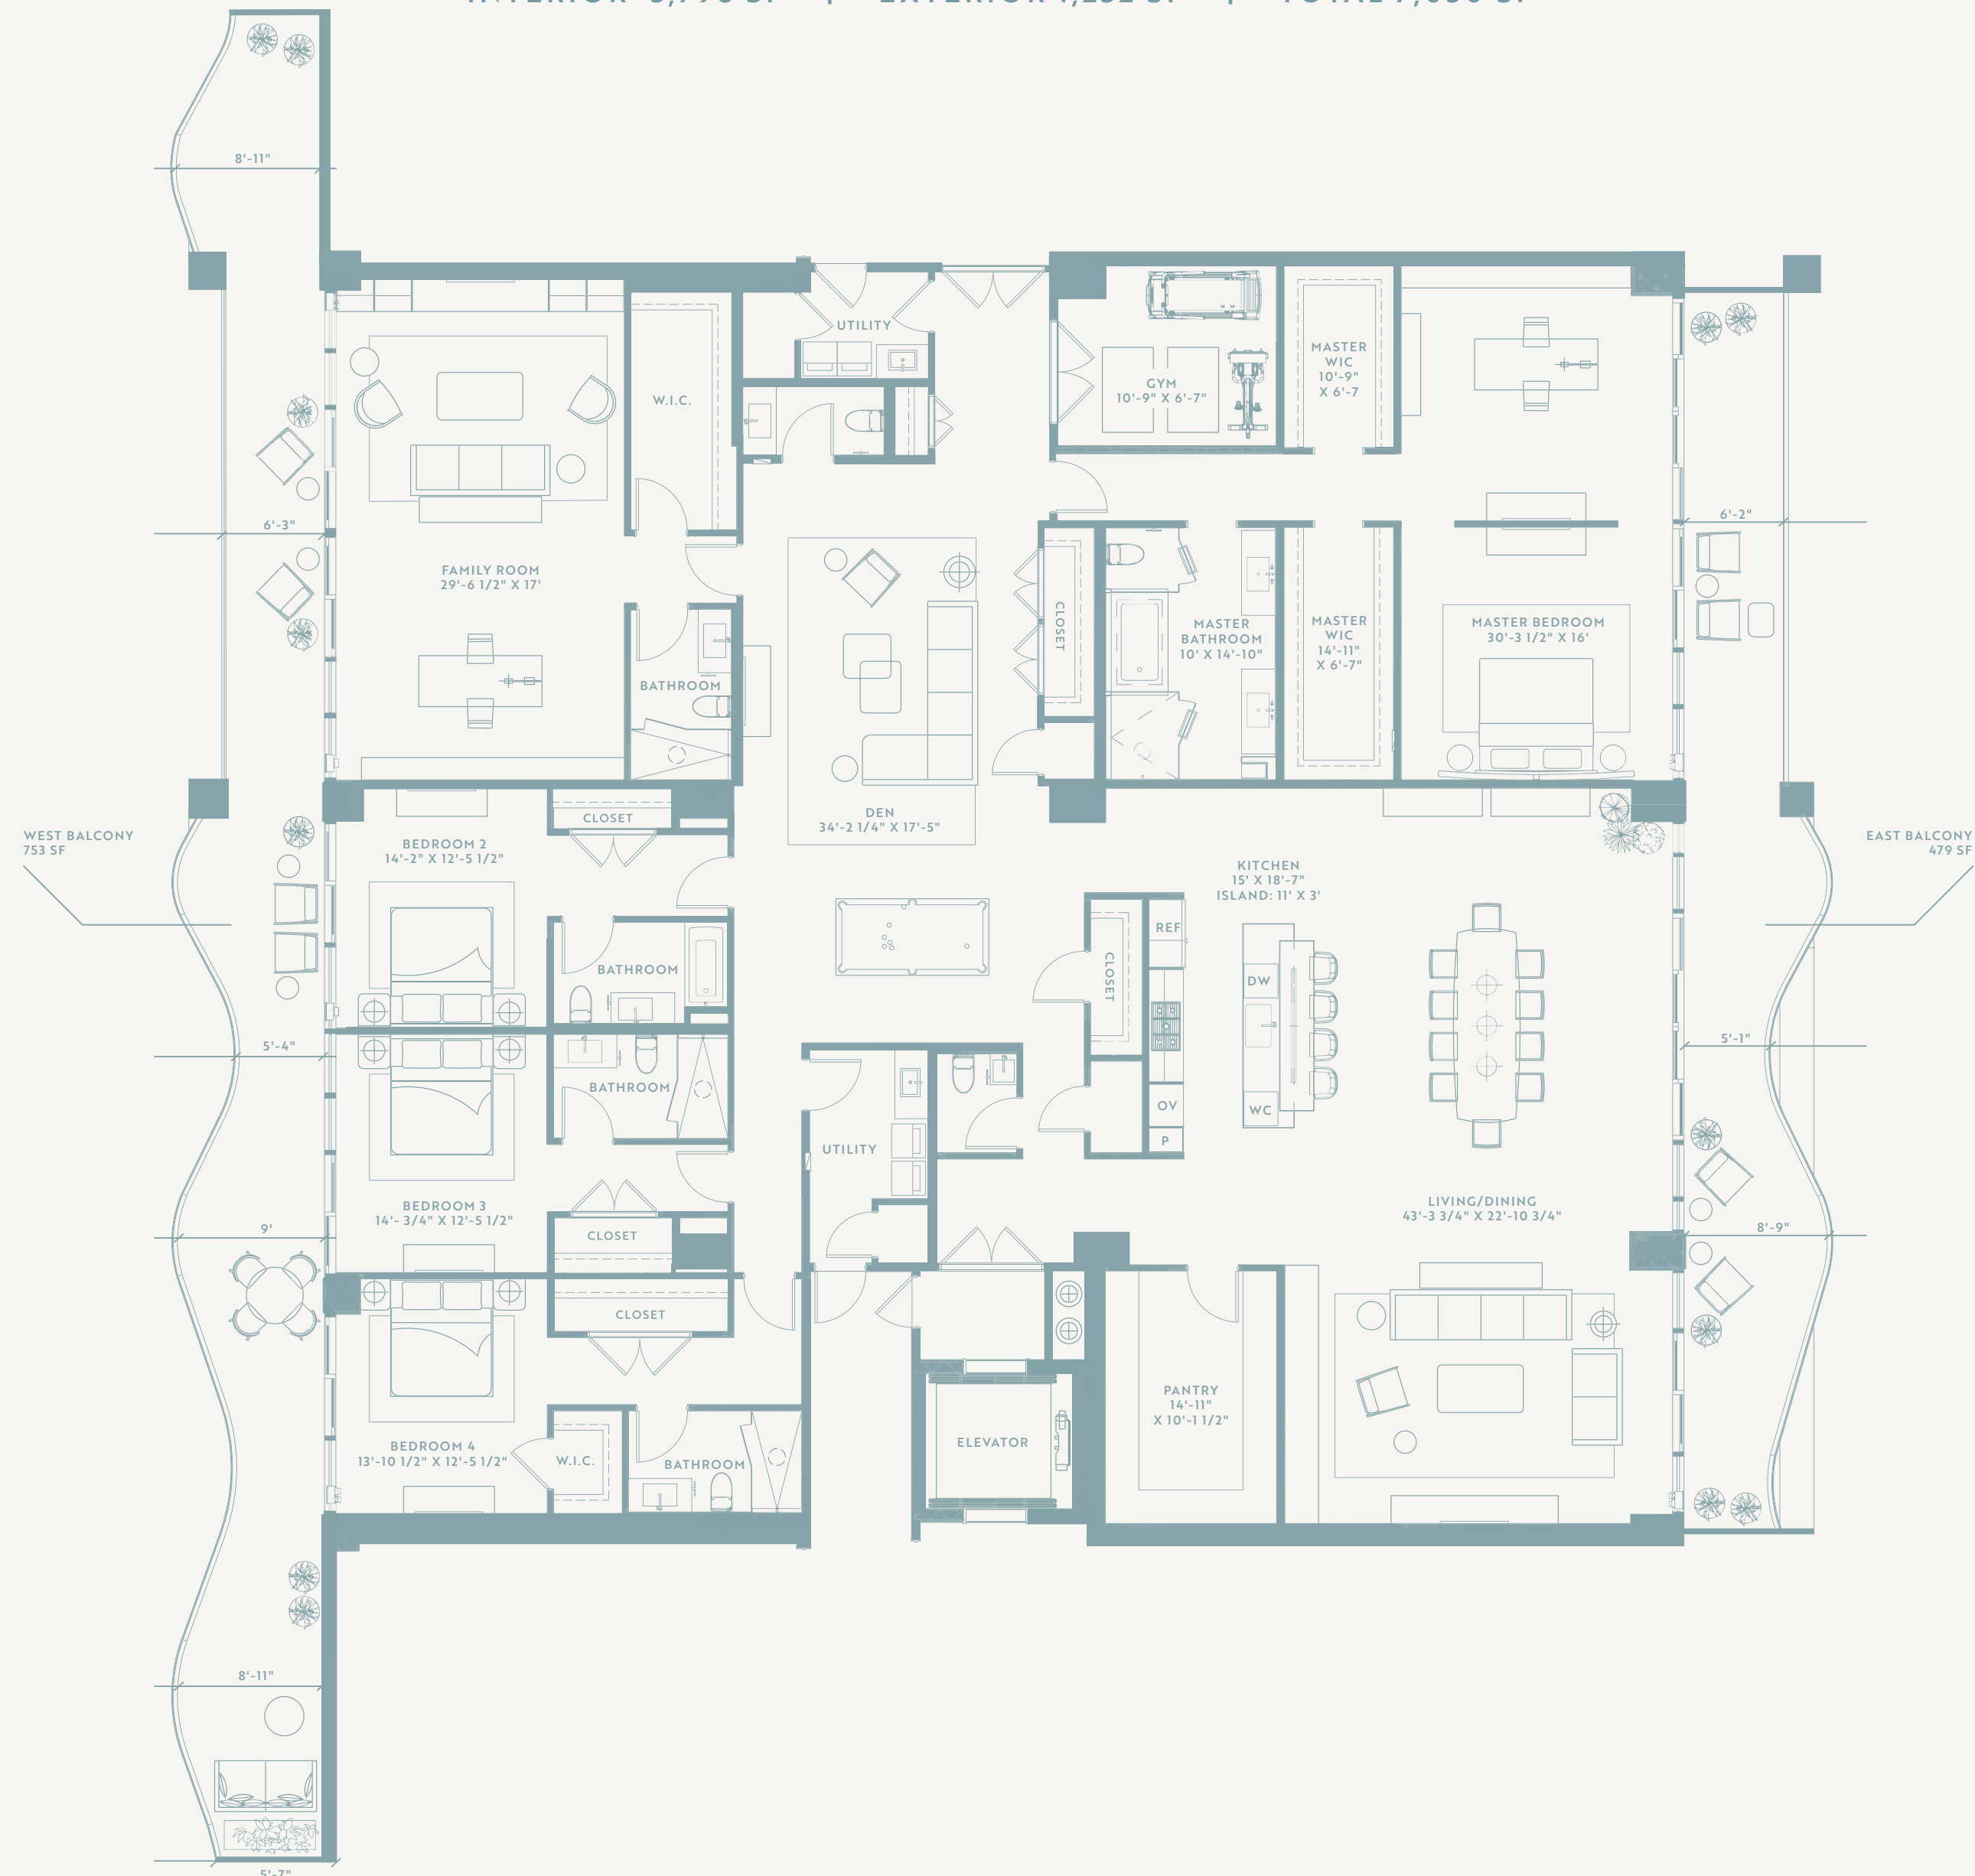 8'-11"
UTILITY
MASTER
WIC
10'-9"
X 6'-7
GYM
10'-9" X 6'-7"
W.I.C.
6'-3"
6'-2"
FAMILY ROOM
29'-6 1/2" X 17'
CLOSET
MASTER
BATHROOM
10' X 14'-10"
MASTER
WIC
14'-11"
X 6'-7"
MASTER BEDROOM
30'-3 1/2" X 16'
BATHROOM
DEN
34'-2 1/4" X 17'-5"
CLOSET
WEST BALCONY
753 SF
BEDROOM 2
14'-2" X 12'-5 1/2"
EAST BALCONY
479 SF
KITCHEN
15' X 18'-7"
ISLAND: 11' X 3'
REF
CLOSET
BATHROOM
DW
5'-4"
5'-1"
BATHROOM
OV
WC
P
UTILITY
BEDROOM 3
14'- 3/4" X 12'-5 1/2"
LIVING/DINING
43'-3 3/4" X 22'-10 3/4"
9'
CLOSET
8'-9"
CLOSET
PANTRY
14'-11"
X 10'-1 1/2"
ELEVATOR
BEDROOM 4
13'-10 1/2" X 12'-5 1/2"
W.I.C.
BATHROOM
8'-11"
5'-7"